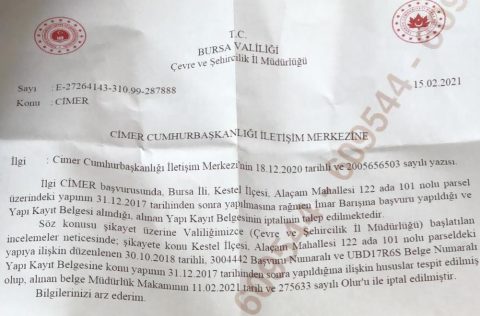 T.C.
BURSA VALİLİĞİ
Çevre ve Şehircilik İl Müdürlüğü
Sayı : E-27264143-310.99-287888
15.02.2021
Konu : CİMER
CİMER CUMHURBAŞKANLIĞI İLETİŞİM MERKEZİNE
İlgi : Cimer Cumhurbaşkanlığı İletişim Merkezi'nin 18.12.2020 tarihli ve 2005656503 sayılı yazısı.
İlgi CİMER başvurusunda, Bursa İli, Kestel İlçesi, Alaçam Mahallesi 122 ada 101 nolu parsel
üzerindeki yapının 31.12.2017 tarihinden sonra yapılmasına rağmen İmar Barışına başvuru yapıldığı ve
Yapı Kayıt Belgesi alındığı, alınan Yapı Kayıt Belgesinin iptalinin talep edilmektedir.
Söz konusu şikayet üzerine Valiliğimizce (Çevre ve Şehircilik İl Müdürlüğü) başlatılan
incelemeler neticesinde; şikayete konu Kestel İlçesi, Alaçam Mahallesi 122 ada 101 nolu parseldeki
yapıya ilişkin düzenlenen 30.10.2018 tarihli, 3004442 Başvuru Numaralı ve UBD17R6S Belge Numaralı
Yapı Kayıt Belgesine konu yapının 31.12.2017 tarihinden sonra yapıldığına ilişkin hususlar tespit edilmiş
olup, alınan belge Müdürlük Makamının 11.02.2021 tarih ve 275633 sayılı Olur'u ile iptal edilmiştir.
Bilgilerinizi arz ederim.